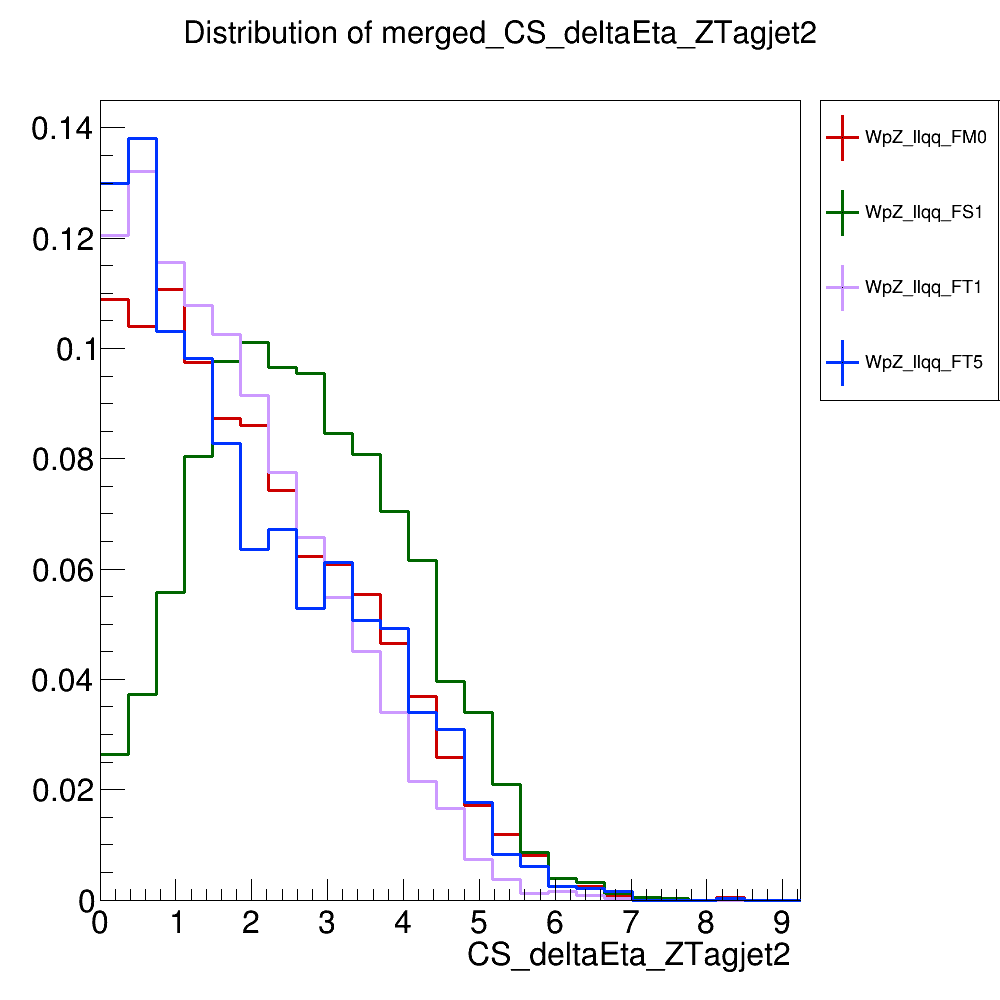 Distribution of merged_CS_deltaEta_ZTagjet2
0.14
0.12
0.1
0.08
0.06
0.04
0.02
0
0 1 2 3 4 5 6 7 8 9
CS_deltaEta_ZTagjet2
WpZ_llqq_FM0
WpZ_llqq_FS1
WpZ_llqq_FT1
WpZ_llqq_FT5